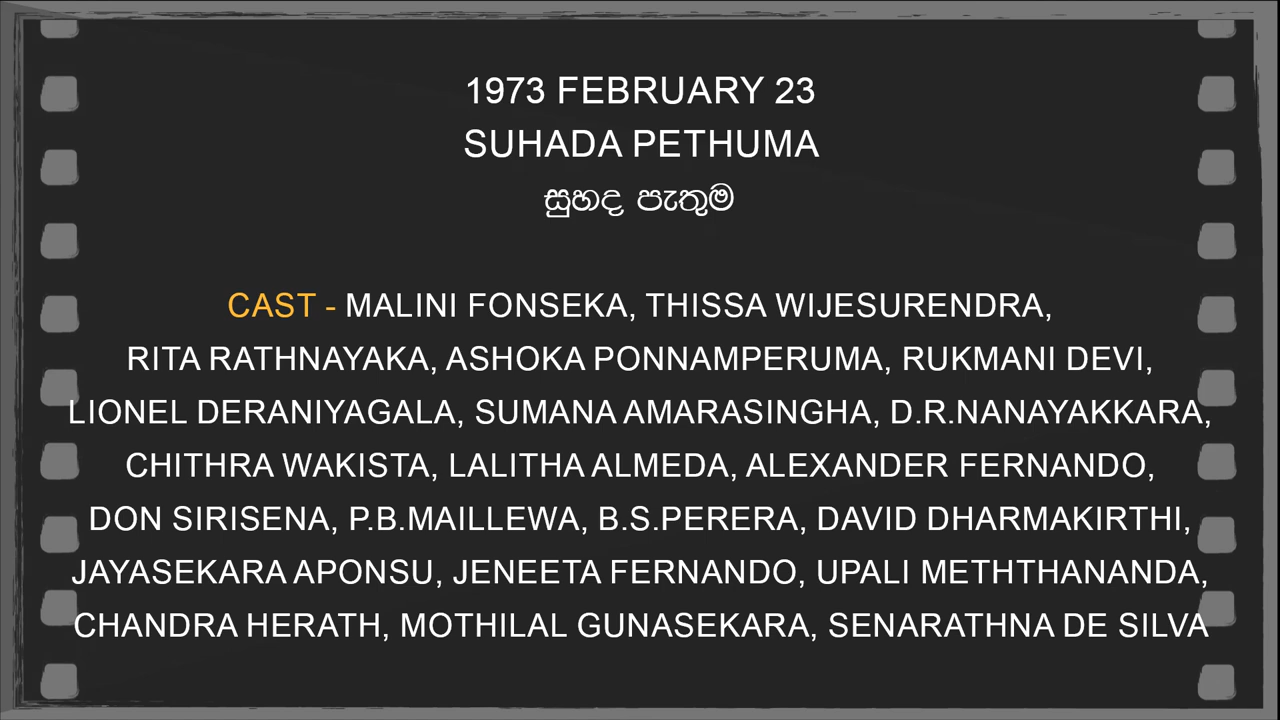 1973 FEBRUARY 23
SUHADA PETHUMA
සුහද පැතුම
CAST - MALINI FONSEKA, THISSA WIJESURENDRA,
RITA RATHNAYAKA, ASHOKA PONNAMPERUMA, RUKMANI DEVI,
LIONEL DERANIYAGALA, SUMANA AMARASINGHA, D.R.NANAYAKKARA,
CHITHRA WAKISTA, LALITHA ALMEDA, ALEXANDER FERNANDO,
DON SIRISENA, P.B.MAILLEWA, B.S.PERERA, DAVID DHARMAKIRTHI,
JAYASEKARA APONSU, JENEETA FERNANDO, UPALI METHTHANANDA,
CHANDRA HERATH, MOTHILAL GUNASEKARA, SENARATHNA DE SILVA